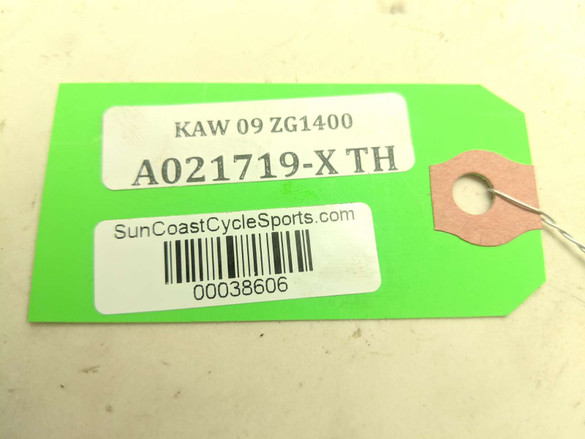 KAW 09 ZG1400
A021719-X TH
SunCoastCycleSports.com
00038606